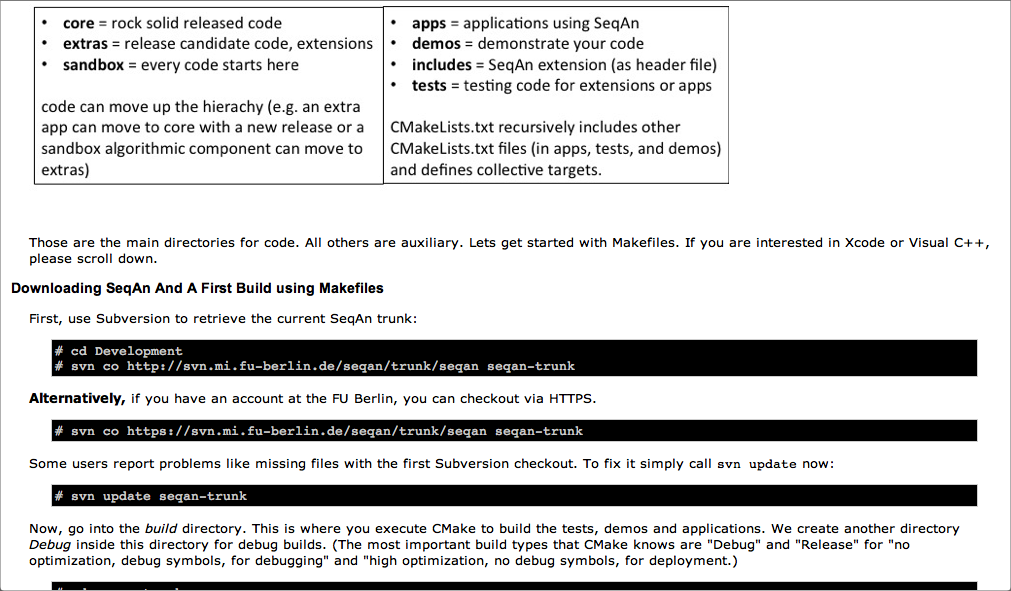 • core = rock solid released code
• extras = release candidate code, extensions
• sandbox = every code starts here
code can move up the hierachy (e.g. an extra
app can move to core with a new release or a
sandbox algorithmic component can move to
extras)
• apps = applications using SeqAn
• demos = demonstrate your code
• includes = SeqAn extension (as header file)
• tests = testing code for extensions or apps
CMakeLists.txt recursively includes other
CMakeLists.txt files (in apps, tests, and demos)
and defines collective targets.
Those are the main directories for code. All others are auxiliary. Lets get started with Makefiles. If you are interested in Xcode or Visual C++,
please scroll down.
Downloading SeqAn And A First Build using Makefiles
First, use Subversion to retrieve the current SeqAn trunk:
# cd Development
# svn co http://svn.mi.fu-berlin.de/seqan/trunk/seqan seqan-trunk
Alternatively, if you have an account at the FU Berlin, you can checkout via HTTPS.
# svn co https://svn.mi.fu-berlin.de/seqan/trunk/seqan seqan-trunk
Some users report problems like missing files with the first Subversion checkout. To fix it simply call svn update now:
# svn update seqan-trunk
Now, go into the build directory. This is where you execute CMake to build the tests, demos and applications. We create another directory
Debug inside this directory for debug builds. (The most important build types that CMake knows are "Debug" and "Release" for "no
optimization, debug symbols, for debugging" and "high optimization, no debug symbols, for deployment.)